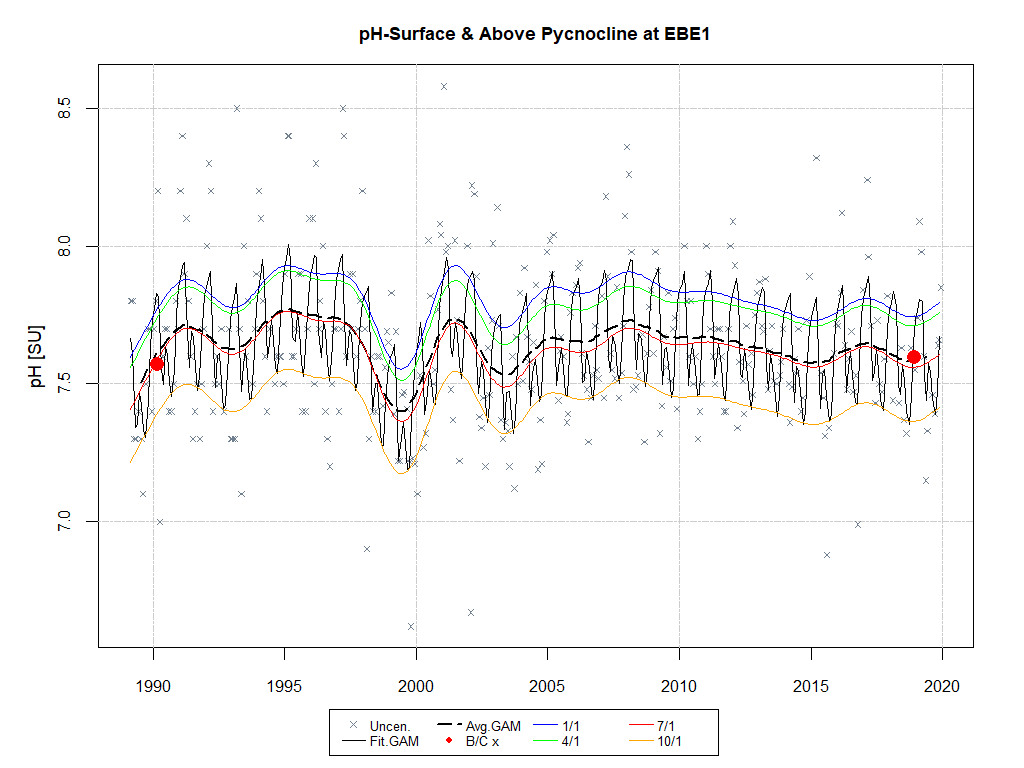 pH-Surface & Above Pycnocline at EBE1
8.5
8.0
7.5
7.0
pH [SU]
1990 1995 2000 2005 2010 2015 2020
Uncen. Avg.GAM 1/1 7/1
Fit.GAM B/C x 4/1 10/1